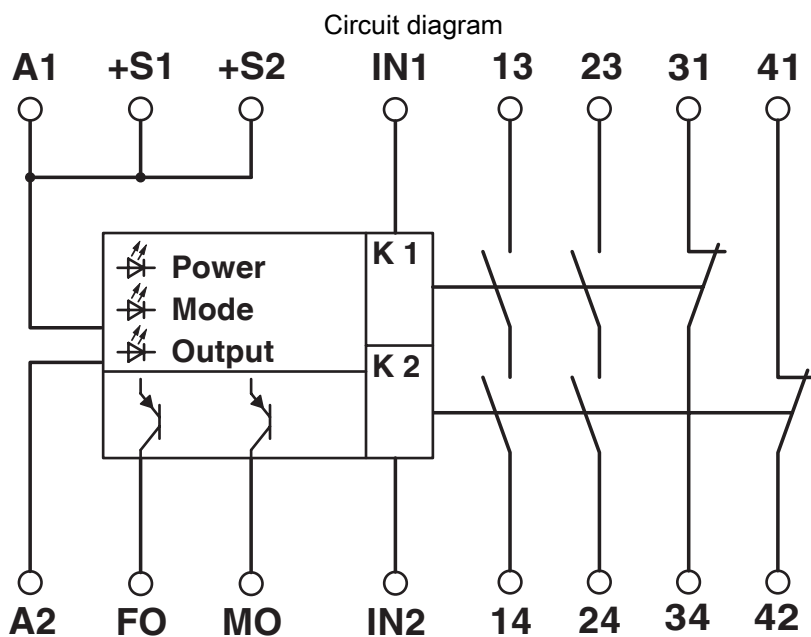 Circuit diagram
A1 +S1 +S2 IN1 13 23 31 41
K 1
Power
Mode
Output
K 2
A2 FO MO IN2 14 24 34 42